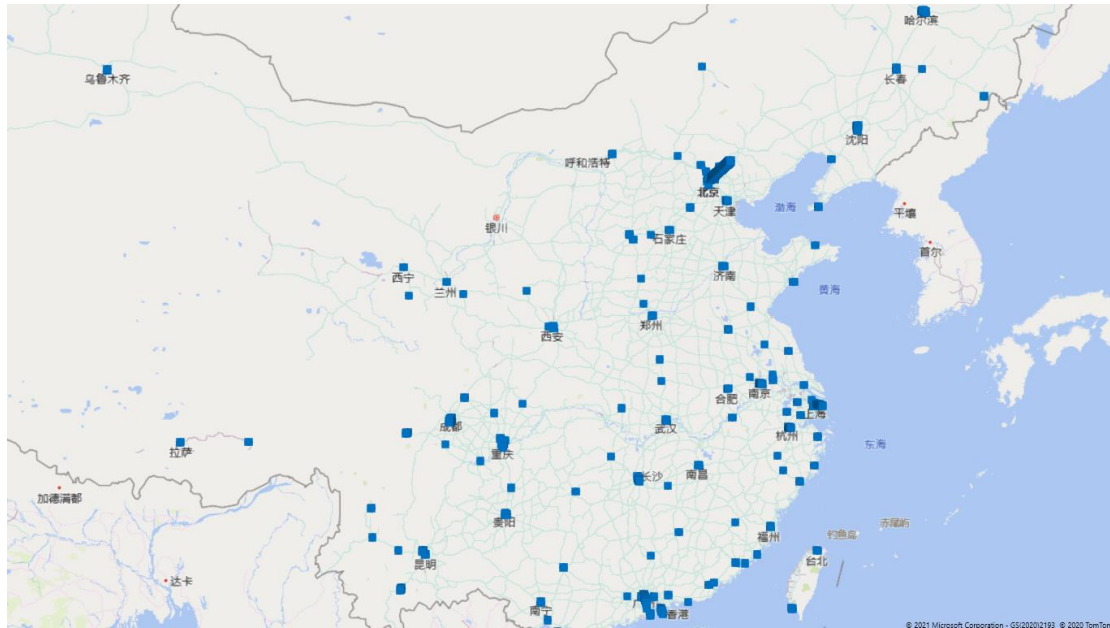 哈尔滨
乌鲁木齐
长春
沈阳
呼和浩特
北京
天津
渤海
平壤
银川
石家庄
首尔
西宁
济南
兰州
黄海
郑州
西安
合肥
南京
上海
成都
武汉
杭州
拉萨
重庆
东海
长沙
南昌
加德满都
贵阳
赤尾屿
福州
钓鱼岛
昆明
台北
达卡
南宁
香港
© 2021 Microsoft Corporation - GS(2020)2193 © 2020 TomTom